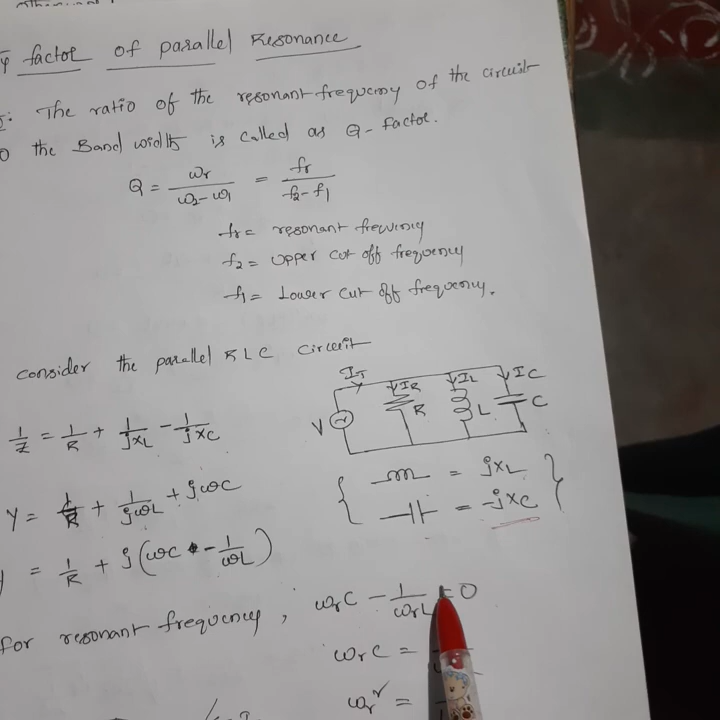 factor of parallel Resonance
The ratio of the resonant frequency of the circuit
the Band width is called as Q-factor.
Q = ωr/(ω2-ω1) = fr/(f2-f1)
fr = resonant frequency
f2 = Upper cut off frequency
f1 = Lower cut off frequency.
consider the parallel RLC circuit
IT IR IL IC
V R L C
1/Z = 1/R + 1/jXL - 1/jXC
{ = jXL
= -jXC }
Y = 1/R + 1/jωL + jωC
= 1/R + j(ωC - 1/ωL)
for resonant frequency, ωrC - 1/ωrL = 0
ωrC =
ωr² =